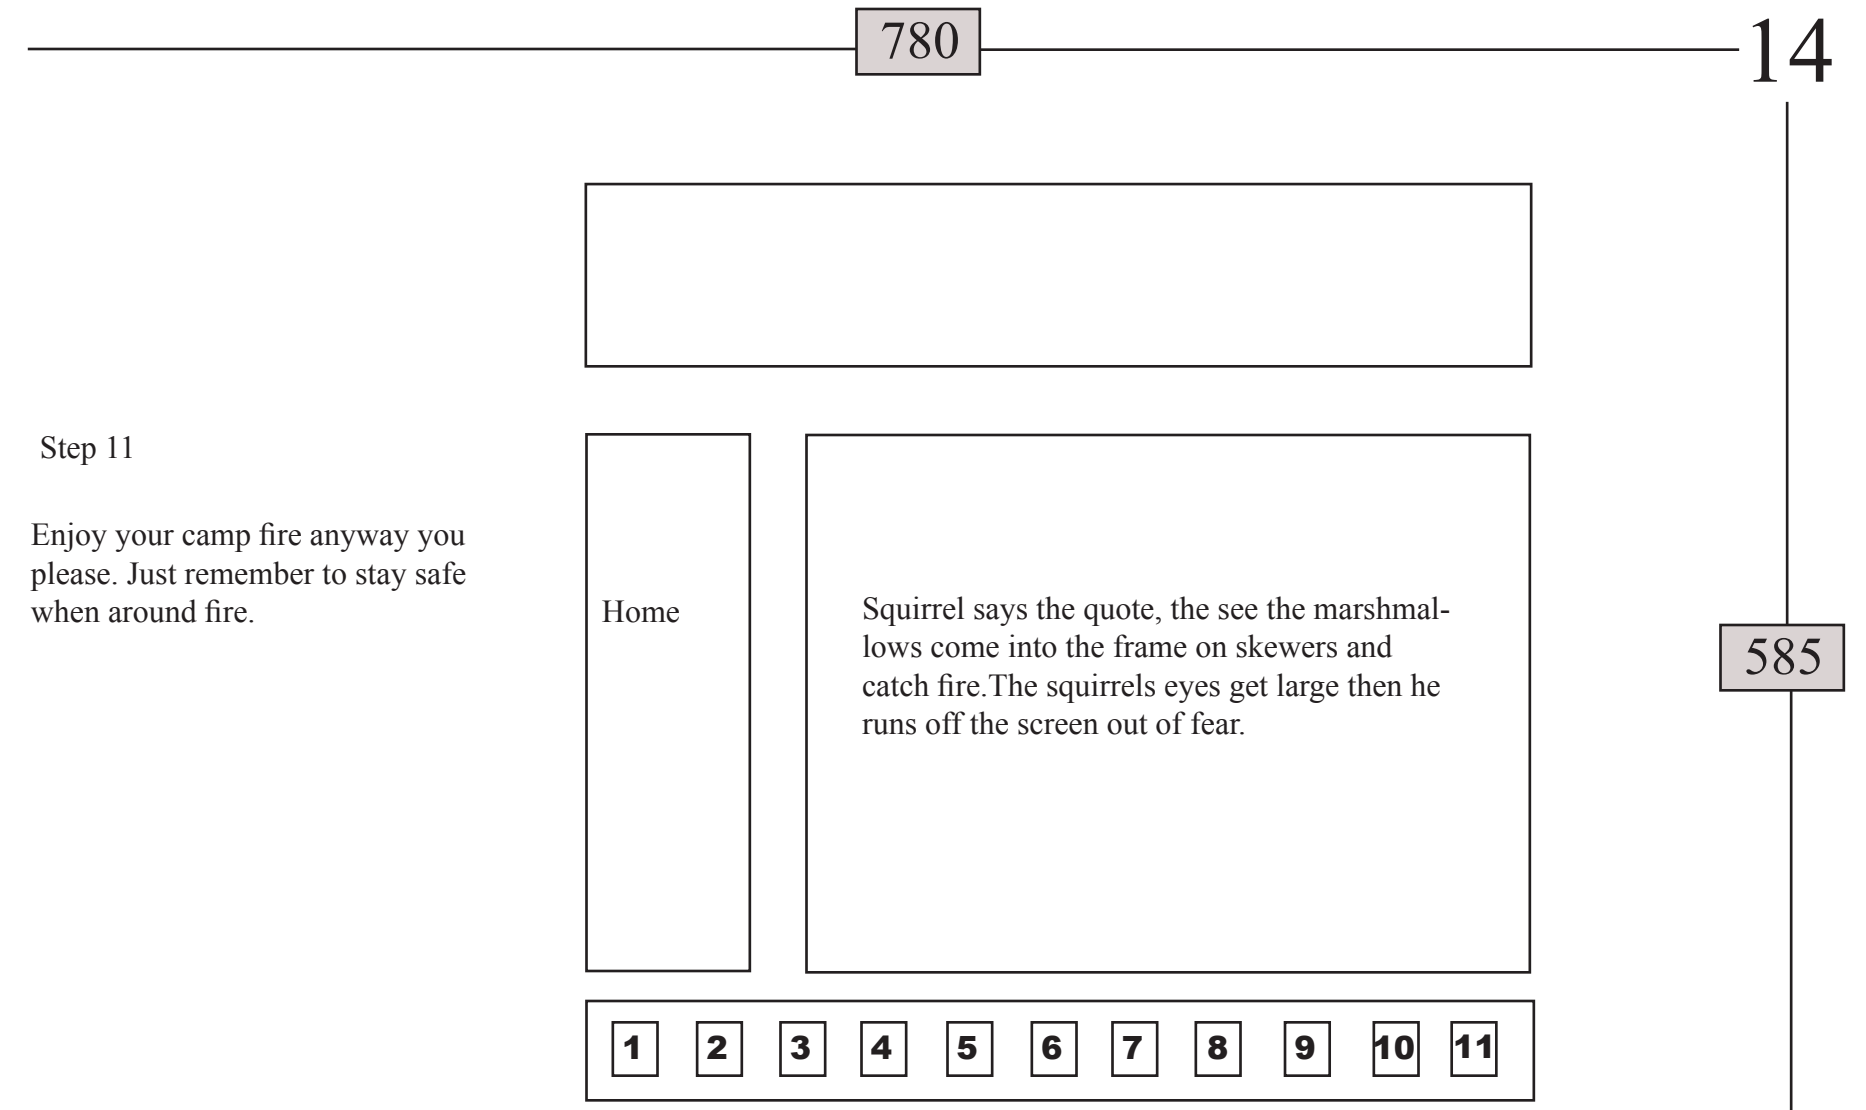 780
14
Step 11
Enjoy your camp fire anyway you
please. Just remember to stay safe
when around fire.
Home
Squirrel says the quote, the see the marshmal-
lows come into the frame on skewers and
catch fire.The squirrels eyes get large then he
runs off the screen out of fear.
585
1 2 3 4 5 6 7 8 9 10 11